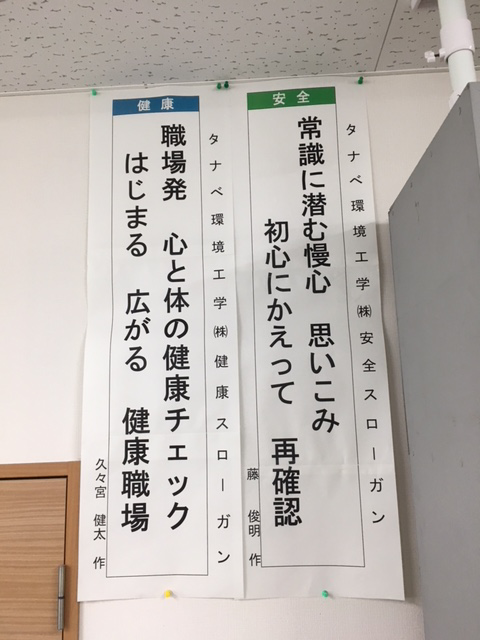 安全
タナベ環境工学㈱安全スローガン
常識に潜む慢心 思いこみ
初心にかえって 再確認
藤 俊明 作
健康
タナベ環境工学㈱健康スローガン
職場発 心と体の健康チェック
はじまる 広がる 健康職場
久々宮 健太 作